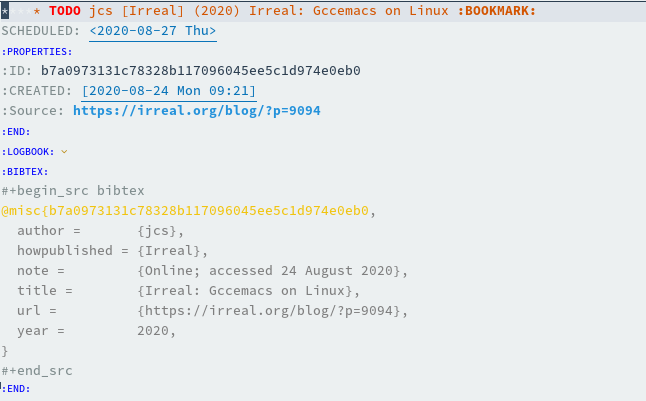 * * TODO jcs [Irreal] (2020) Irreal: Gccemacs on Linux :BOOKMARK:
SCHEDULED: <2020-08-27 Thu>
:PROPERTIES:
:ID: b7a0973131c78328b117096045ee5c1d974e0eb0
:CREATED: [2020-08-24 Mon 09:21]
:Source: https://irreal.org/blog/?p=9094
:END:
:LOGBOOK:
:BIBTEX:
#+begin_src bibtex
@misc{b7a0973131c78328b117096045ee5c1d974e0eb0,
  author =       {jcs},
  howpublished = {Irreal},
  note =         {Online; accessed 24 August 2020},
  title =        {Irreal: Gccemacs on Linux},
  url =          {https://irreal.org/blog/?p=9094},
  year =         2020,
}
#+end_src
:END: